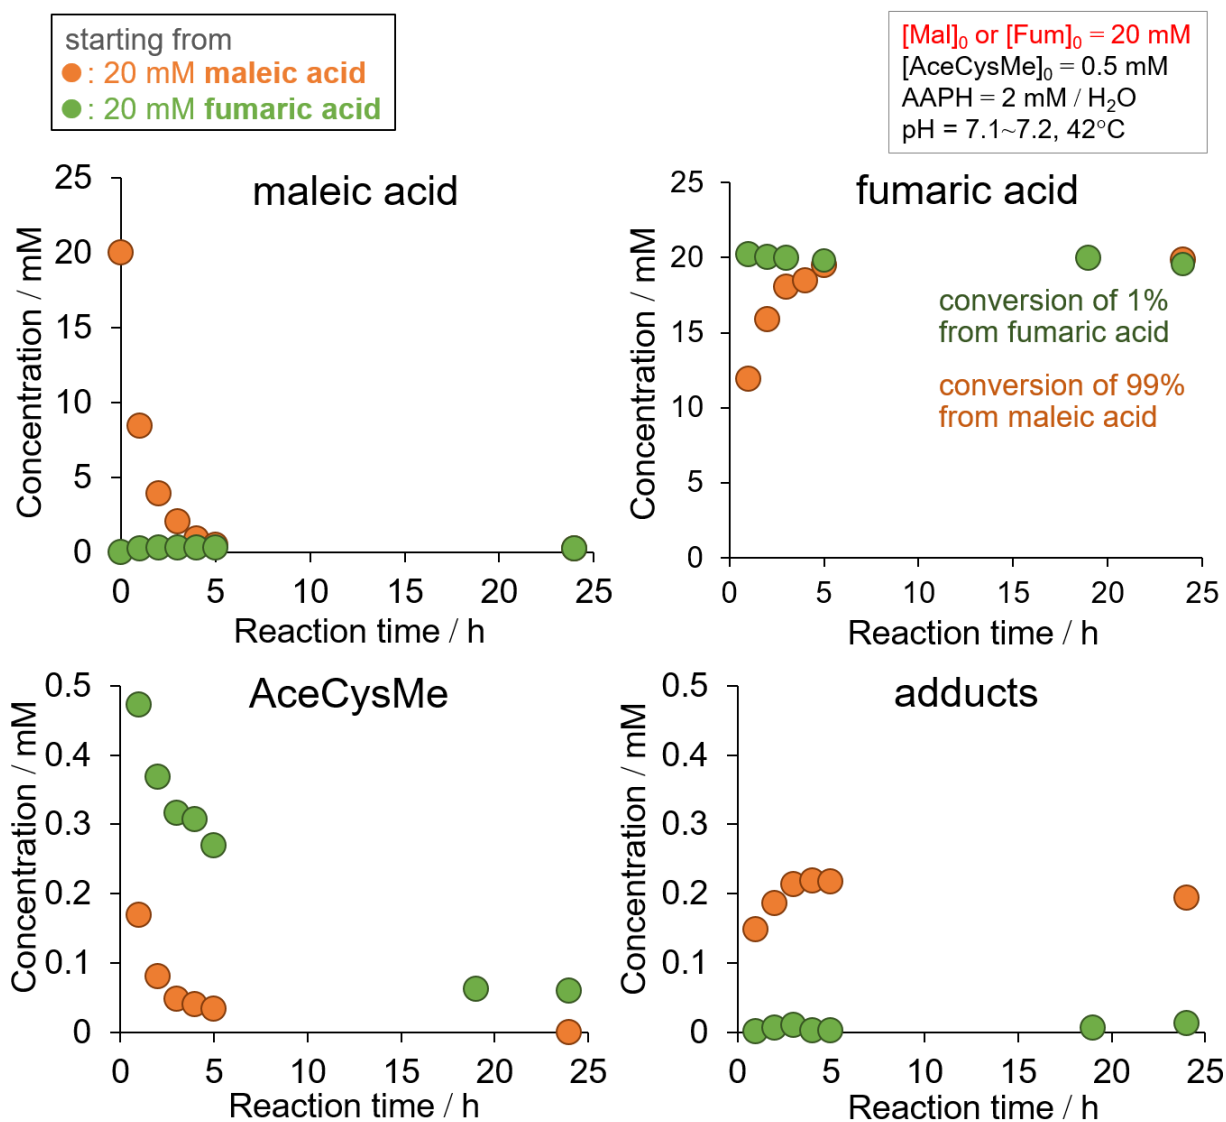 starting from
: 20 mM maleic acid
: 20 mM fumaric acid
[Mal]₀ or [Fum]₀ = 20 mM
[AceCysMe]₀ = 0.5 mM
AAPH = 2 mM / H₂O
pH = 7.1~7.2, 42°C
maleic acid
Concentration / mM
25
20
15
10
5
0
0 5 10 15 20 25
Reaction time / h
fumaric acid
Concentration / mM
25
20
15
10
5
0
conversion of 1%
from fumaric acid
conversion of 99%
from maleic acid
0 5 10 15 20 25
Reaction time / h
AceCysMe
Concentration / mM
0.5
0.4
0.3
0.2
0.1
0
0 5 10 15 20 25
Reaction time / h
adducts
Concentration / mM
0.5
0.4
0.3
0.2
0.1
0
0 5 10 15 20 25
Reaction time / h